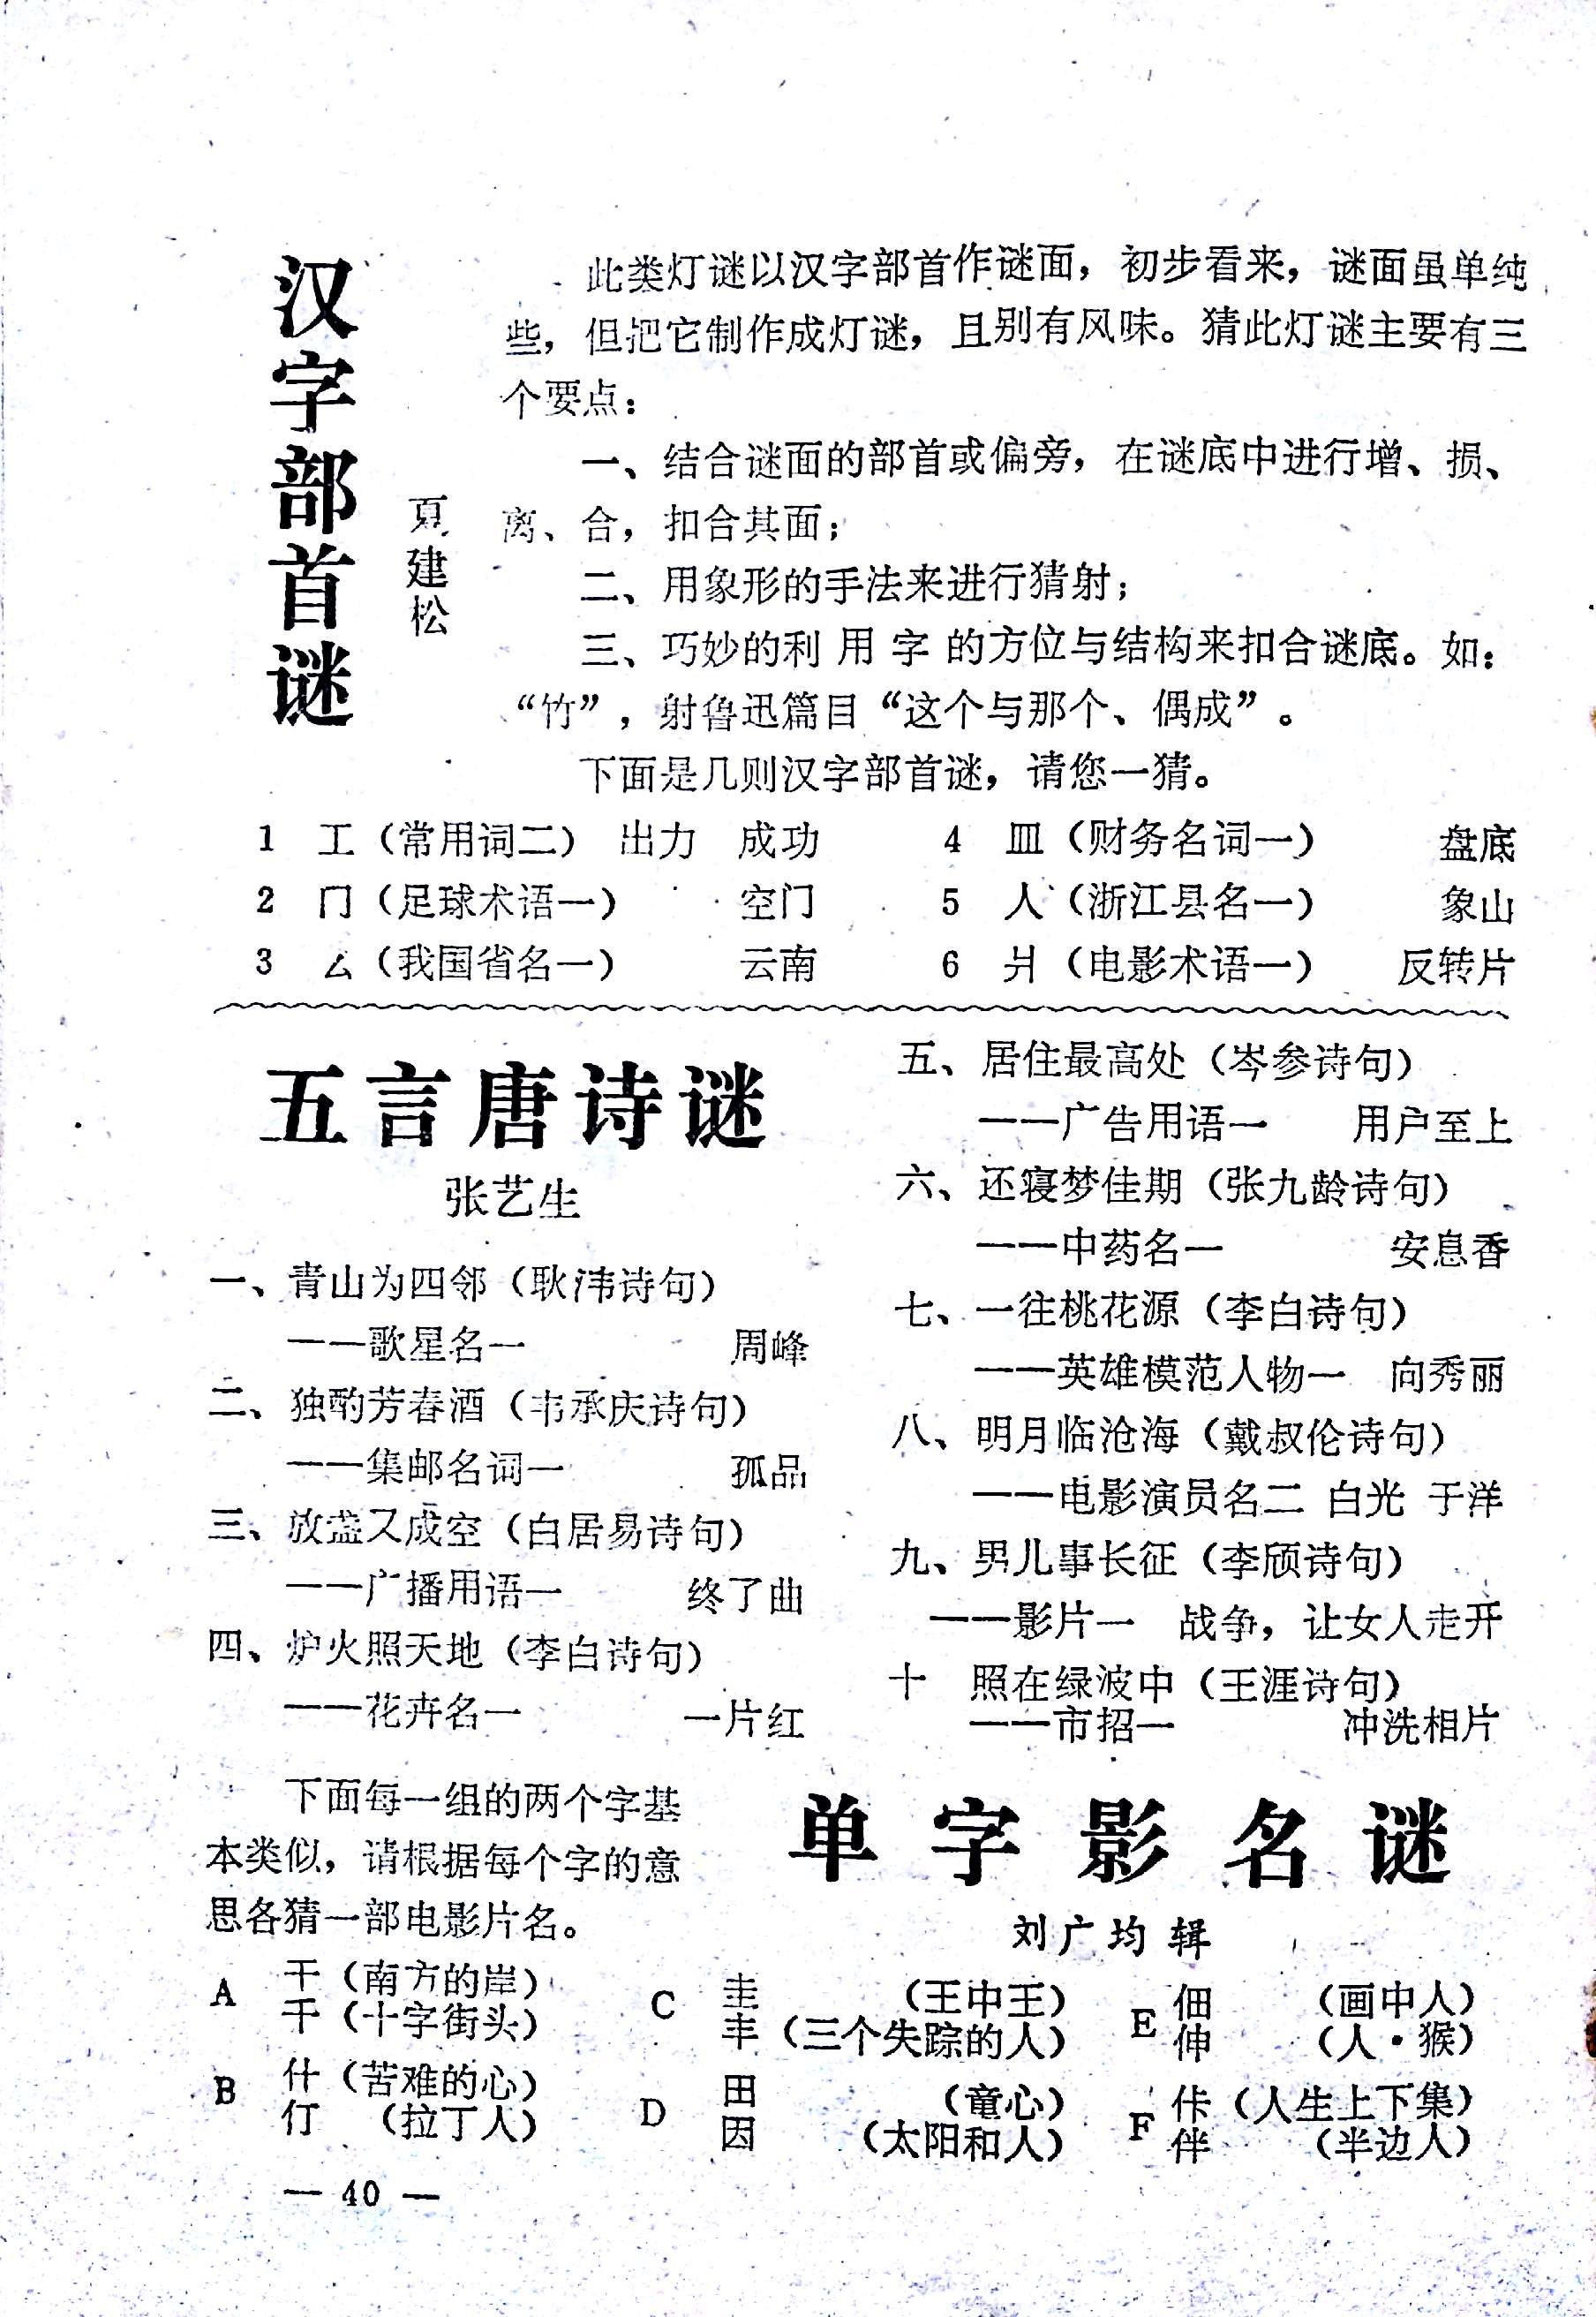 汉字部首谜
夏建松
此类灯谜以汉字部首作谜面，初步看来，谜面虽单纯
些，但把它制作成灯谜，且别有风味。猜此灯谜主要有三
个要点：
一、结合谜面的部首或偏旁，在谜底中进行增、损、
离、合，扣合其面；
二、用象形的手法来进行猜射；
三、巧妙的利用字的方位与结构来扣合谜底。如：
“竹”，射鲁迅篇目“这个与那个、偶成”。
下面是几则汉字部首谜，请您一猜。
1 工（常用词二） 出力 成功
2 冂（足球术语一） 空门
3 厶（我国省名一） 云南
4 皿（财务名词一） 盘底
5 人（浙江县名一） 象山
6 爿（电影术语一） 反转片
五言唐诗谜
张艺生
一、青山为四邻（耿湋诗句）
——歌星名一 周峰
二、独酌芳春酒（韦承庆诗句）
——集邮名词一 孤品
三、放盏又成空（白居易诗句）
——广播用语一 终了曲
四、炉火照天地（李白诗句）
——花卉名一 一片红
五、居住最高处（岑参诗句）
——广告用语一 用户至上
六、还寝梦佳期（张九龄诗句）
——中药名一 安息香
七、一往桃花源（李白诗句）
——英雄模范人物一 向秀丽
八、明月临沧海（戴叔伦诗句）
——电影演员名二 白光 于洋
九、男儿事长征（李颀诗句）
——影片一 战争，让女人走开
十 照在绿波中（王涯诗句）
——市招一 冲洗相片
单字影名谜
刘广均 辑
下面每一组的两个字基
本类似，请根据每个字的意
思各猜一部电影片名。
A 干（南方的岸）
千（十字街头）
B 什（苦难的心）
仃（拉丁人）
C 圭（王中王）
丰（三个失踪的人）
D 田（童心）
因（太阳和人）
E 佃（画中人）
伸（人·猴）
F 佧（人生上下集）
伴（半边人）
— 40 —